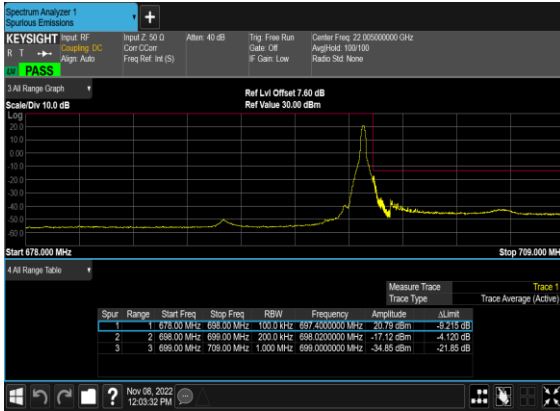 Spectrum Analyzer 1
Spurious Emissions
+
KEYSIGHT Input: RF Input Z: 50 Ω Atten: 40 dB Trig: Free Run Center Freq: 22.005000000 GHz
R T Coupling: DC Corr CCorr Gate: Off Avg|Hold: 100/100
Align: Auto Freq Ref: Int (S) IF Gain: Low Radio Std: None
PASS
3 All Range Graph
Ref Lvl Offset 7.60 dB
Scale/Div 10.0 dB Ref Value 30.00 dBm
Log
20.0
10.0
0.00
-10.0
-20.0
-30.0
-40.0
-50.0
-60.0
Start 678.000 MHz Stop 709.000 MH
4 All Range Table
Measure Trace Trace 1
Trace Type Trace Average (Active)
Spur Range Start Freq Stop Freq RBW Frequency Amplitude ΔLimit
1 1 678.00 MHz 698.00 MHz 100.0 kHz 697.4000000 MHz 20.79 dBm -9.215 dB
2 2 698.00 MHz 699.00 MHz 200.0 kHz 698.0200000 MHz -17.12 dBm -4.120 dB
3 3 699.00 MHz 709.00 MHz 1.000 MHz 699.0000000 MHz -34.85 dBm -21.85 dB
Nov 08, 2022
12:03:32 PM